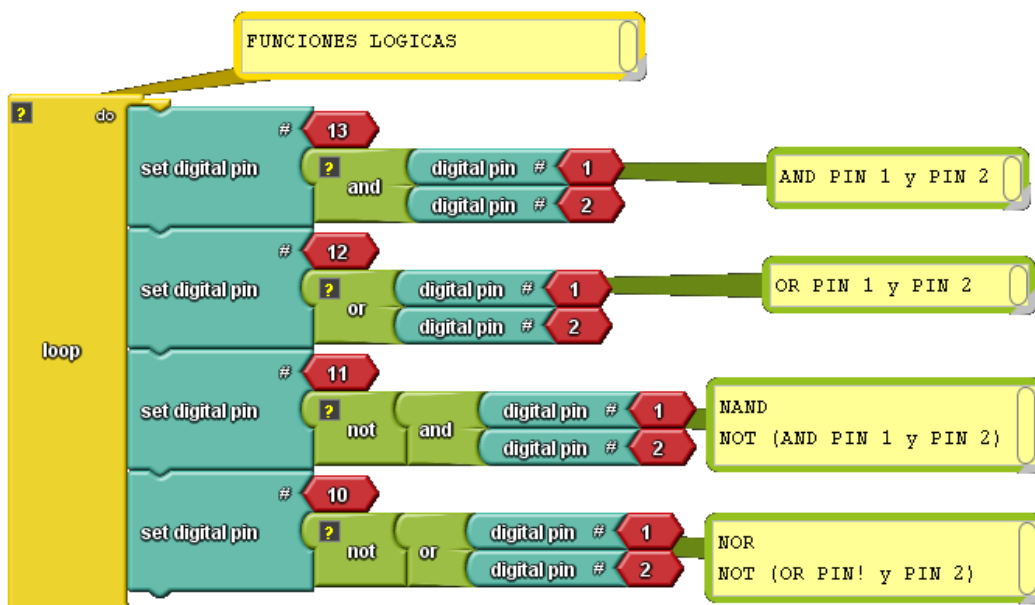 FUNCIONES LOGICAS
? do
loop
# 13
set digital pin
? and
digital pin # 1
digital pin # 2
AND PIN 1 y PIN 2
# 12
set digital pin
? or
digital pin # 1
digital pin # 2
OR PIN 1 y PIN 2
# 11
set digital pin
? not and
digital pin # 1
digital pin # 2
NAND
NOT (AND PIN 1 y PIN 2)
# 10
set digital pin
? not or
digital pin # 1
digital pin # 2
NOR
NOT (OR PIN! y PIN 2)